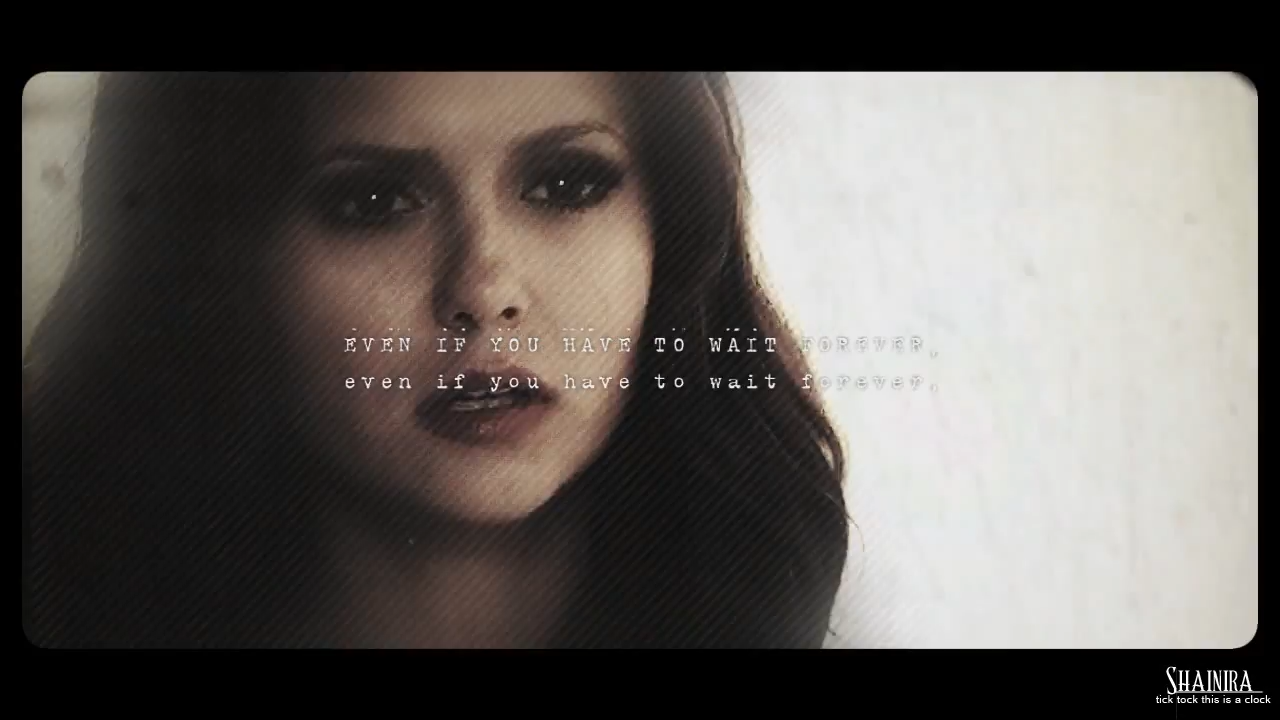 EVEN IF YOU HAVE TO WAIT FOREVER,
even if you have to wait forever,
SHAINIRA
tick tock this is a clock